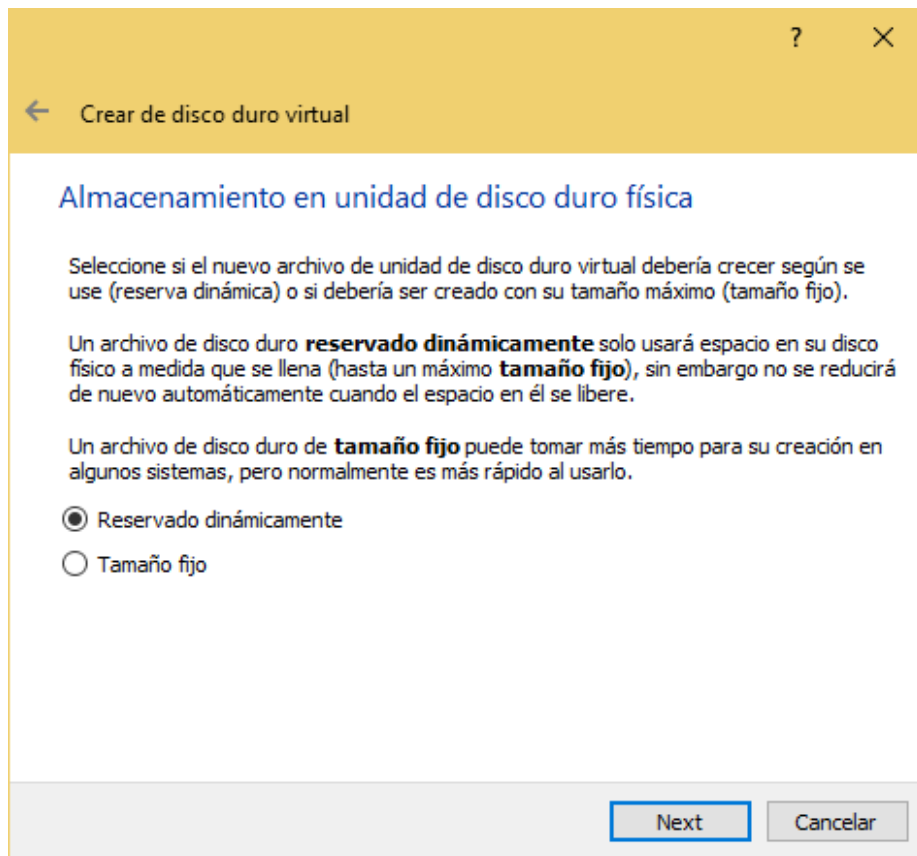 ?
Crear de disco duro virtual
Almacenamiento en unidad de disco duro física
Seleccione si el nuevo archivo de unidad de disco duro virtual debería crecer según se
use (reserva dinámica) o si debería ser creado con su tamaño máximo (tamaño fijo).
Un archivo de disco duro reservado dinámicamente solo usará espacio en su disco
físico a medida que se llena (hasta un máximo tamaño fijo), sin embargo no se reducirá
de nuevo automáticamente cuando el espacio en él se libere.
Un archivo de disco duro de tamaño fijo puede tomar más tiempo para su creación en
algunos sistemas, pero normalmente es más rápido al usarlo.
Reservado dinámicamente
Tamaño fijo
Next Cancelar